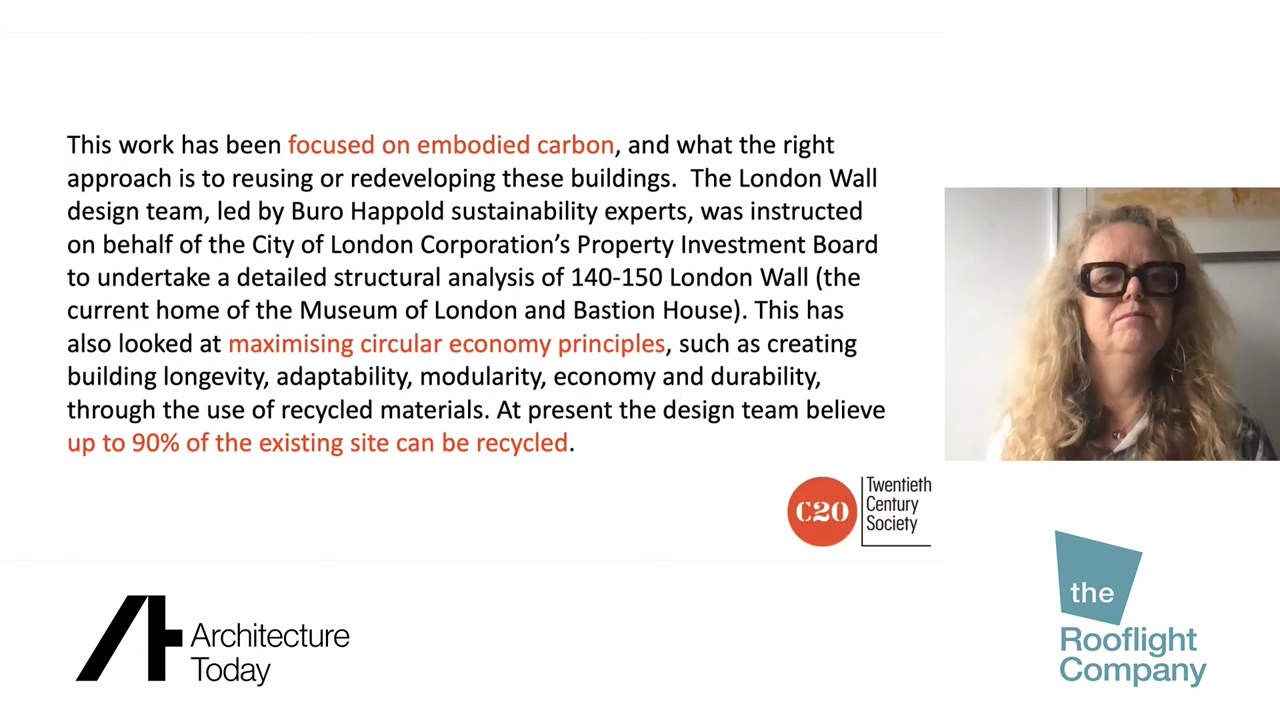 This work has been focused on embodied carbon, and what the right
approach is to reusing or redeveloping these buildings.  The London Wall
design team, led by Buro Happold sustainability experts, was instructed
on behalf of the City of London Corporation’s Property Investment Board
to undertake a detailed structural analysis of 140-150 London Wall (the
current home of the Museum of London and Bastion House). This has
also looked at maximising circular economy principles, such as creating
building longevity, adaptability, modularity, economy and durability,
through the use of recycled materials. At present the design team believe
up to 90% of the existing site can be recycled.
C20
Twentieth
Century
Society
Architecture
Today
the
Rooflight
Company